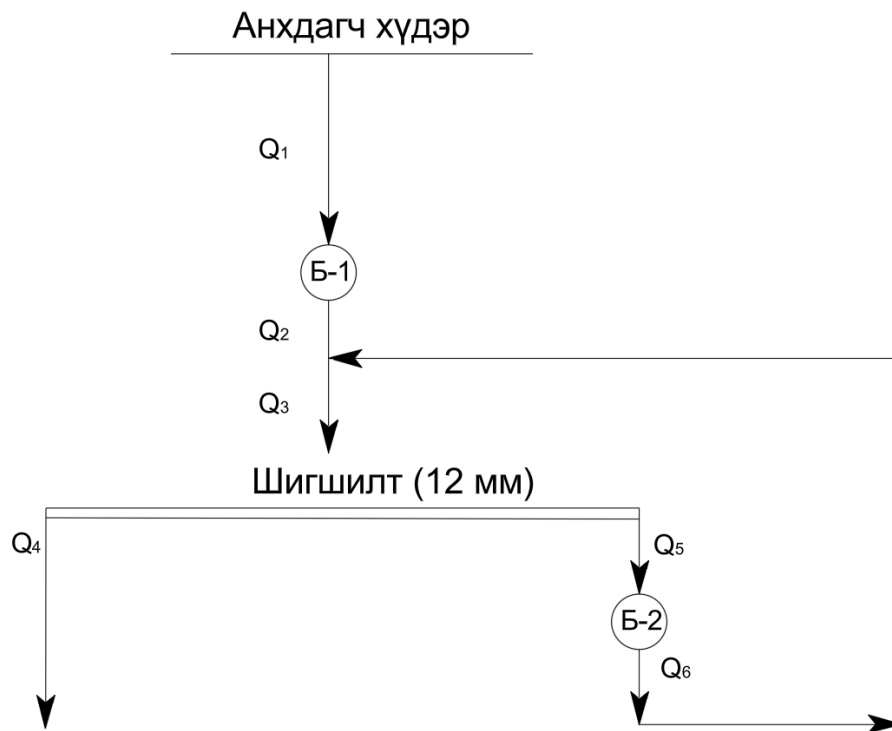 Анхдагч хүдэр
Q1
Б-1
Q2
Q3
Шигшилт (12 мм)
Q4
Q5
Б-2
Q6